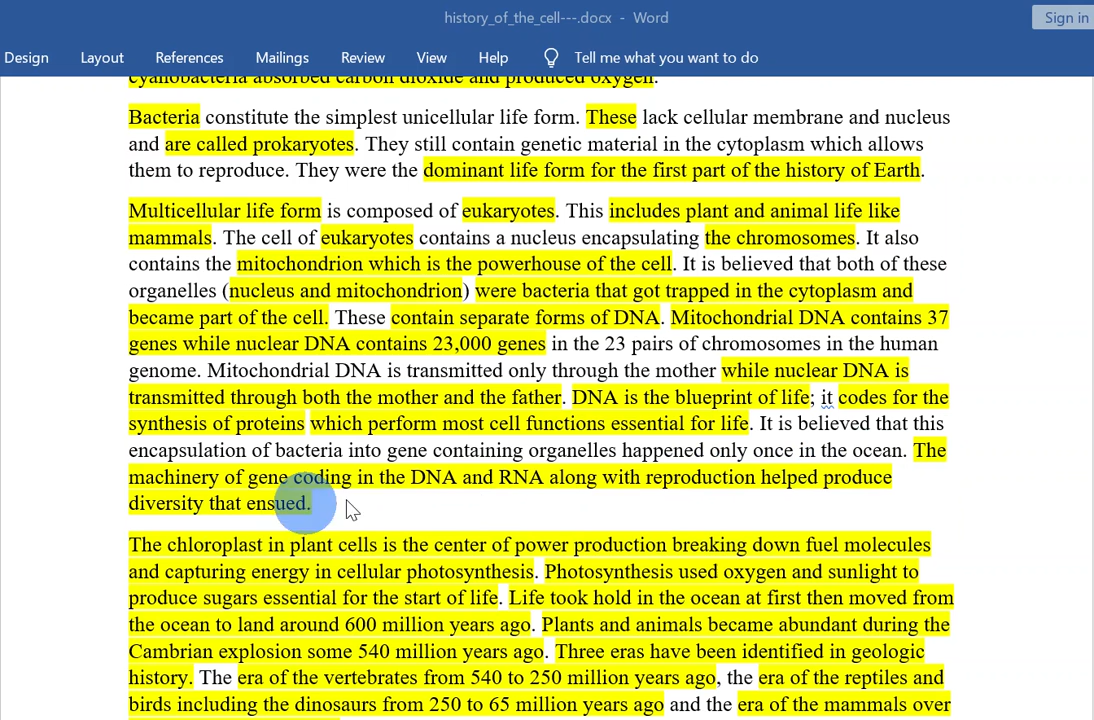 history_of_the_cell---.docx - Word
Sign in
Design Layout References Mailings Review View Help Tell me what you want to do
cyanobacteria absorbed carbon dioxide and produced oxygen.
Bacteria constitute the simplest unicellular life form. These lack cellular membrane and nucleus
and are called prokaryotes. They still contain genetic material in the cytoplasm which allows
them to reproduce. They were the dominant life form for the first part of the history of Earth.
Multicellular life form is composed of eukaryotes. This includes plant and animal life like
mammals. The cell of eukaryotes contains a nucleus encapsulating the chromosomes. It also
contains the mitochondrion which is the powerhouse of the cell. It is believed that both of these
organelles (nucleus and mitochondrion) were bacteria that got trapped in the cytoplasm and
became part of the cell. These contain separate forms of DNA. Mitochondrial DNA contains 37
genes while nuclear DNA contains 23,000 genes in the 23 pairs of chromosomes in the human
genome. Mitochondrial DNA is transmitted only through the mother while nuclear DNA is
transmitted through both the mother and the father. DNA is the blueprint of life; it codes for the
synthesis of proteins which perform most cell functions essential for life. It is believed that this
encapsulation of bacteria into gene containing organelles happened only once in the ocean. The
machinery of gene coding in the DNA and RNA along with reproduction helped produce
diversity that ensued.
The chloroplast in plant cells is the center of power production breaking down fuel molecules
and capturing energy in cellular photosynthesis. Photosynthesis used oxygen and sunlight to
produce sugars essential for the start of life. Life took hold in the ocean at first then moved from
the ocean to land around 600 million years ago. Plants and animals became abundant during the
Cambrian explosion some 540 million years ago. Three eras have been identified in geologic
history. The era of the vertebrates from 540 to 250 million years ago, the era of the reptiles and
birds including the dinosaurs from 250 to 65 million years ago and the era of the mammals over